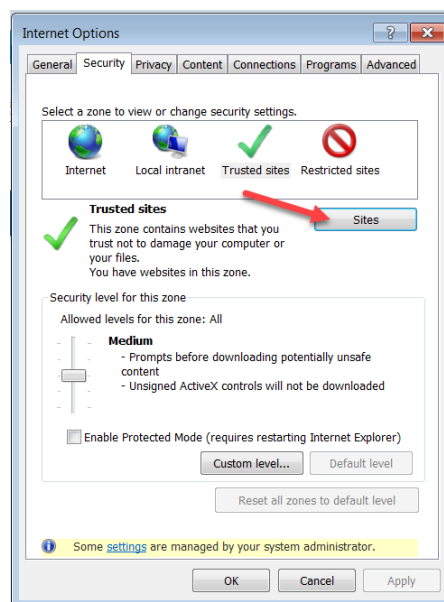 Internet Options
General Security Privacy Content Connections Programs Advanced
Select a zone to view or change security settings.
Internet Local intranet Trusted sites Restricted sites
Trusted sites
Sites
This zone contains websites that you
trust not to damage your computer or
your files.
You have websites in this zone.
Security level for this zone
Allowed levels for this zone: All
Medium
- Prompts before downloading potentially unsafe
content
- Unsigned ActiveX controls will not be downloaded
Enable Protected Mode (requires restarting Internet Explorer)
Custom level... Default level
Reset all zones to default level
Some settings are managed by your system administrator.
OK Cancel Apply